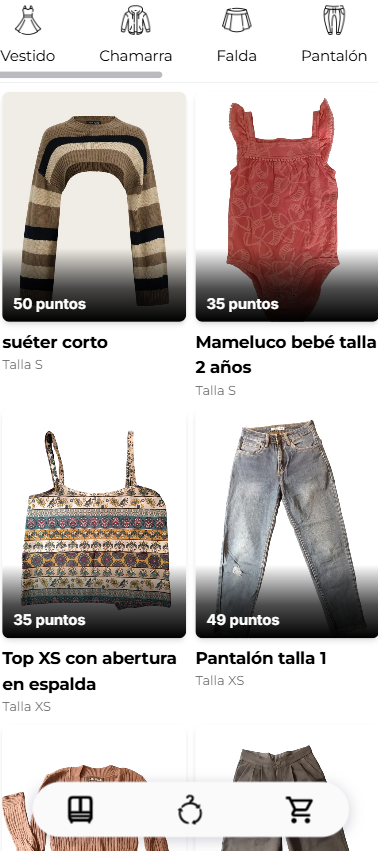 Vestido
Chamarra
Falda
Pantalón
50 puntos
35 puntos
suéter corto
Talla S
Mameluco bebé talla
2 años
Talla S
35 puntos
49 puntos
Top XS con abertura
en espalda
Talla XS
Pantalón talla 1
Talla XS